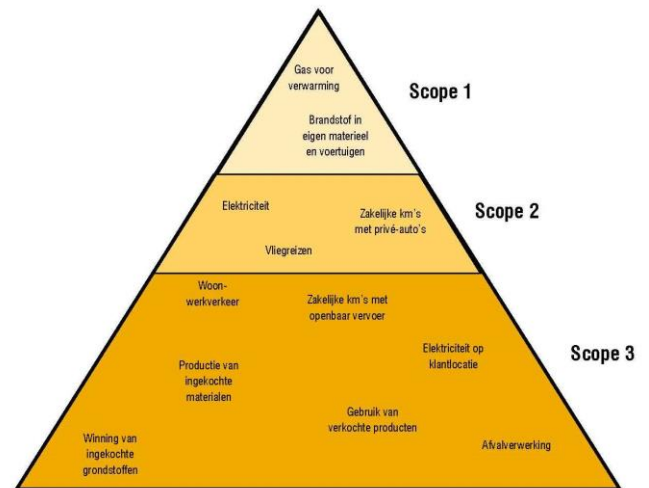 Gas voor
verwarming
Scope 1
Brandstof in
eigen materieel
en voertuigen
Elektriciteit
Zakelijke km's
met privé-auto's
Scope 2
Vliegreizen
Woon-
werkverkeer
Zakelijke km's met
openbaar vervoer
Elektriciteit op
klantlocatie
Scope 3
Productie van
ingekochte
materialen
Gebruik van
verkochte producten
Winning van
ingekochte
grondstoffen
Afvalverwerking